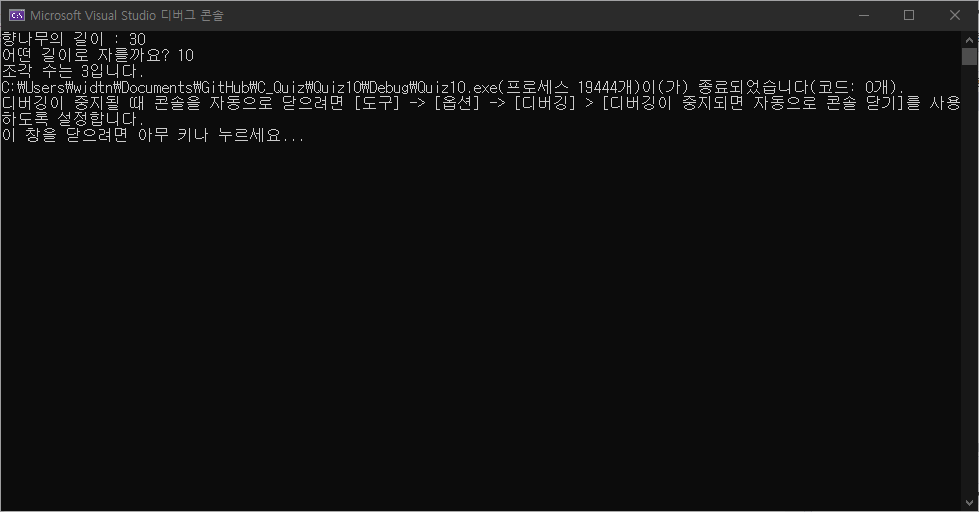 Microsoft Visual Studio 디버그 콘솔
향나무의 길이 : 30
어떤 길이로 자를까요? 10
조각 수는 3입니다.
C:₩Users₩wjdtn₩Documents₩GitHub₩C_Quiz₩Quiz10₩Debug₩Quiz10.exe(프로세스 19444개)이(가) 종료되었습니다(코드: 0개).
디버깅이 중지될 때 콘솔을 자동으로 닫으려면 [도구] -> [옵션] -> [디버깅] > [디버깅이 중지되면 자동으로 콘솔 닫기]를 사용
하도록 설정합니다.
이 창을 닫으려면 아무 키나 누르세요...